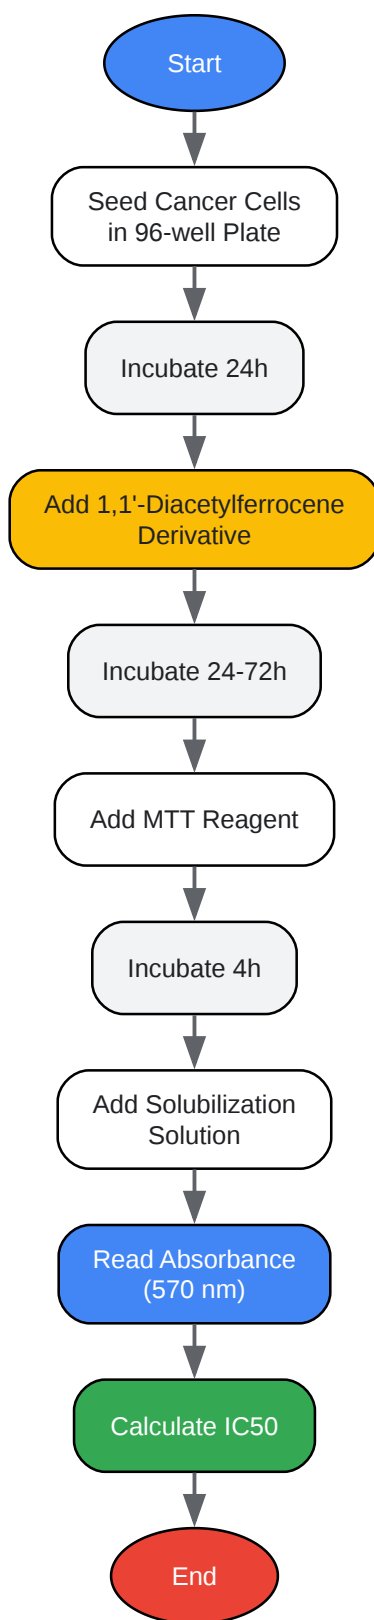 Start
Seed Cancer Cells
in 96-well Plate
Incubate 24h
Add 1,1'-Diacetylferrocene
Derivative
Incubate 24-72h
Add MTT Reagent
Incubate 4h
Add Solubilization
Solution
Read Absorbance
(570 nm)
Calculate IC50
End